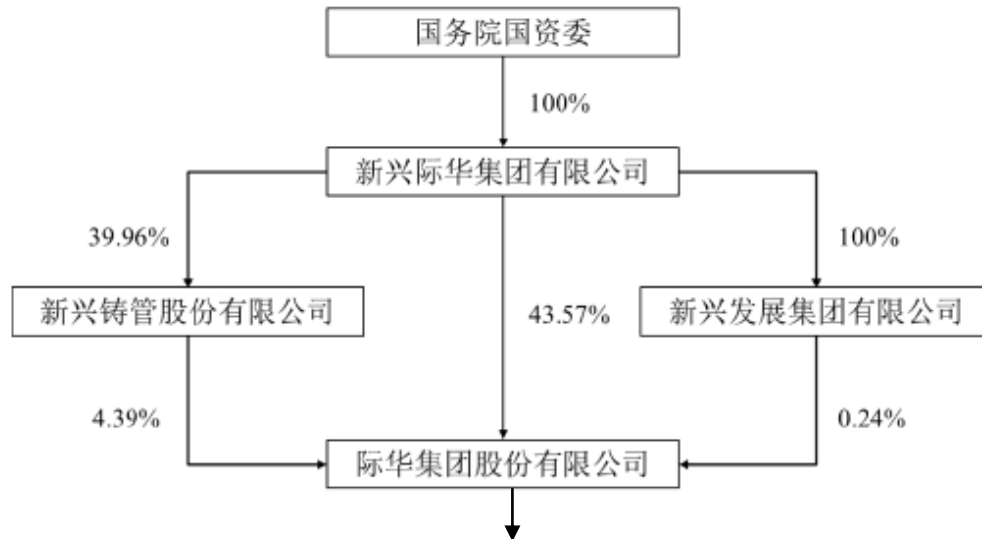 国务院国资委
100%
新兴际华集团有限公司
39.96%
100%
新兴铸管股份有限公司
43.57%
新兴发展集团有限公司
4.39%
0.24%
际华集团股份有限公司